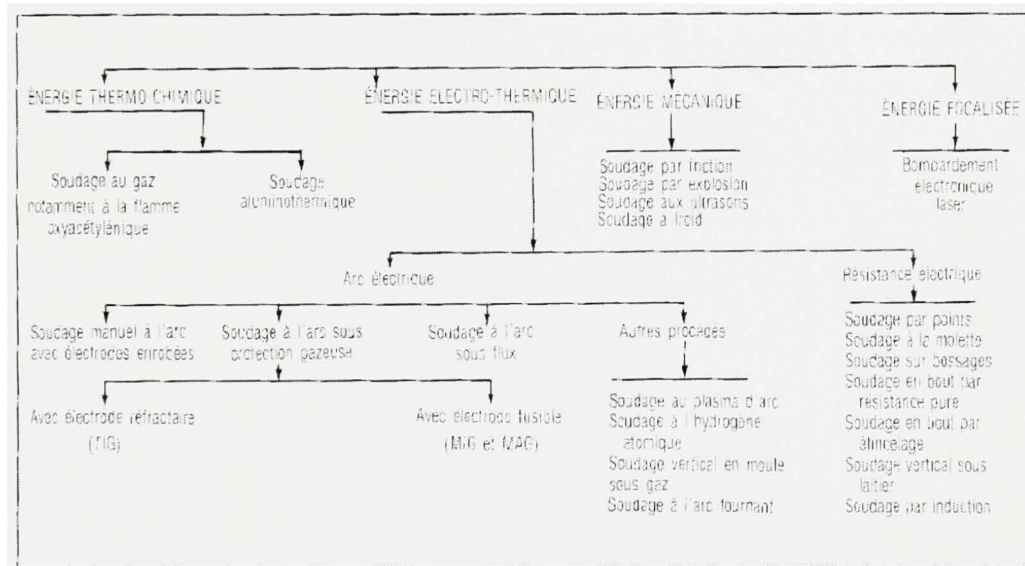 ÉNERGIE THERMO-CHIMIQUE
ÉNERGIE ELECTRO-THERMIQUE
ÉNERGIE MÉCANIQUE
ÉNERGIE FOCALISÉE
Soudage au gaz
notamment à la flamme
oxyacétylénique
Soudage
aluminothermique
Soudage par friction
Soudage par explosion
Soudage aux ultrasons
Soudage à froid
Bombardement
électronique
laser
Arc électrique
Résistance électrique
Soudage manuel à l'arc
avec électrodes enrobées
Soudage à l'arc sous
protection gazeuse
Soudage à l'arc
sous flux
Autres procédés
Soudage par points
Soudage à la molette
Soudage sur bossages
Soudage en bout par
résistance pure
Soudage en bout par
étincelage
Soudage vertical sous
laitier
Soudage par induction
Avec électrode réfractaire
(TIG)
Avec électrode fusible
(MIG et MAG)
Soudage au plasma d'arc
Soudage à l'hydrogène
atomique
Soudage vertical en moule
sous gaz
Soudage à l'arc tournant